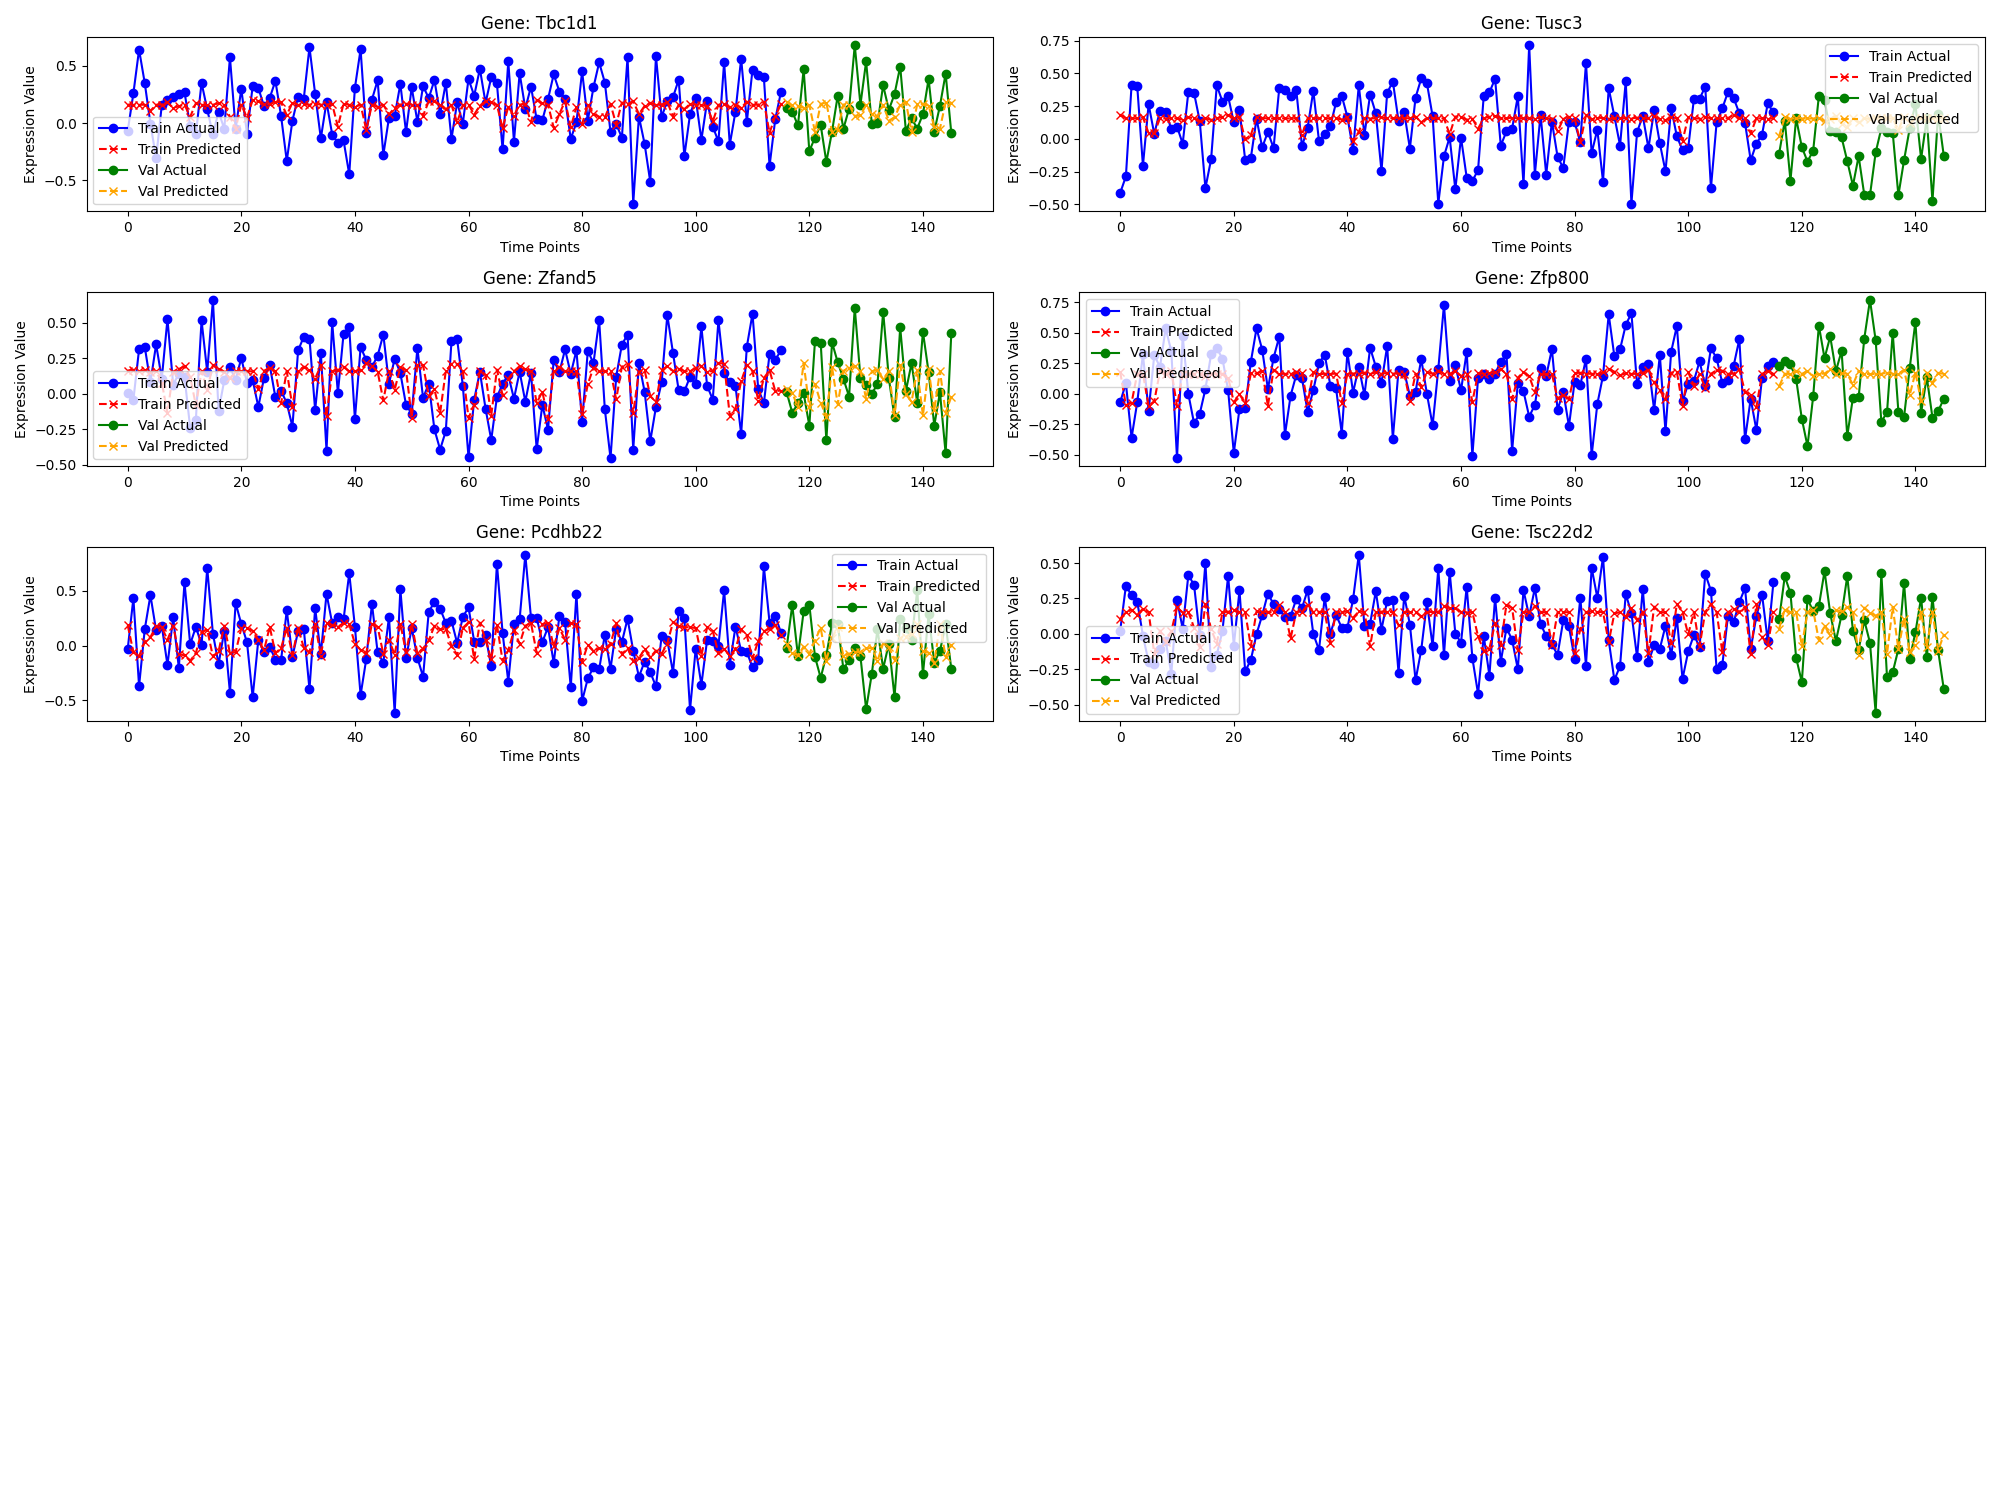 Gene: Tbc1d1
Expression Value
0.5
0.0
−0.5
Train Actual
Train Predicted
Val Actual
Val Predicted
0 20 40 60 80 100 120 140
Time Points
Gene: Tusc3
Expression Value
0.75
0.50
0.25
0.00
−0.25
−0.50
Train Actual
Train Predicted
Val Actual
Val Predicted
0 20 40 60 80 100 120 140
Time Points
Gene: Zfand5
Expression Value
0.50
0.25
0.00
−0.25
−0.50
Train Actual
Train Predicted
Val Actual
Val Predicted
0 20 40 60 80 100 120 140
Time Points
Gene: Zfp800
Expression Value
0.75
0.50
0.25
0.00
−0.25
−0.50
Train Actual
Train Predicted
Val Actual
Val Predicted
0 20 40 60 80 100 120 140
Time Points
Gene: Pcdhb22
Expression Value
0.5
0.0
−0.5
Train Actual
Train Predicted
Val Actual
Val Predicted
0 20 40 60 80 100 120 140
Time Points
Gene: Tsc22d2
Expression Value
0.50
0.25
0.00
−0.25
−0.50
Train Actual
Train Predicted
Val Actual
Val Predicted
0 20 40 60 80 100 120 140
Time Points